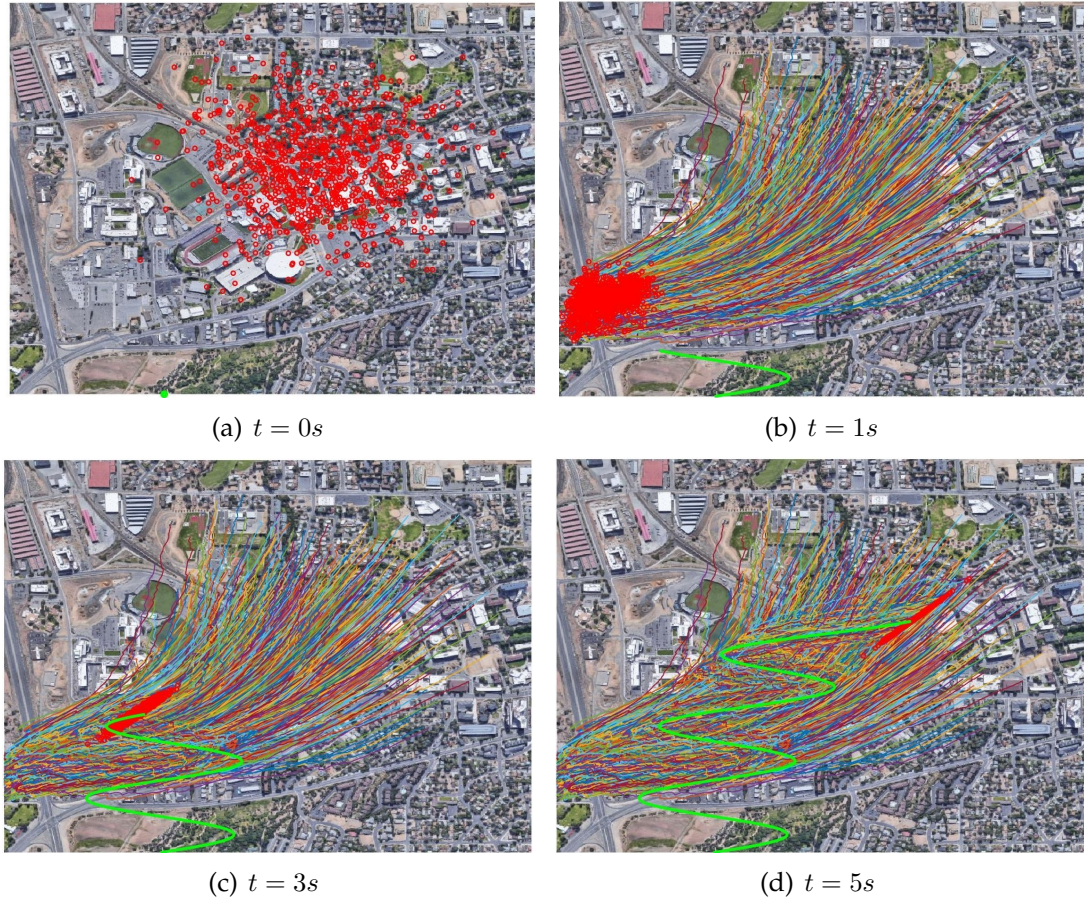 (a) t = 0s
(b) t = 1s
(c) t = 3s
(d) t = 5s